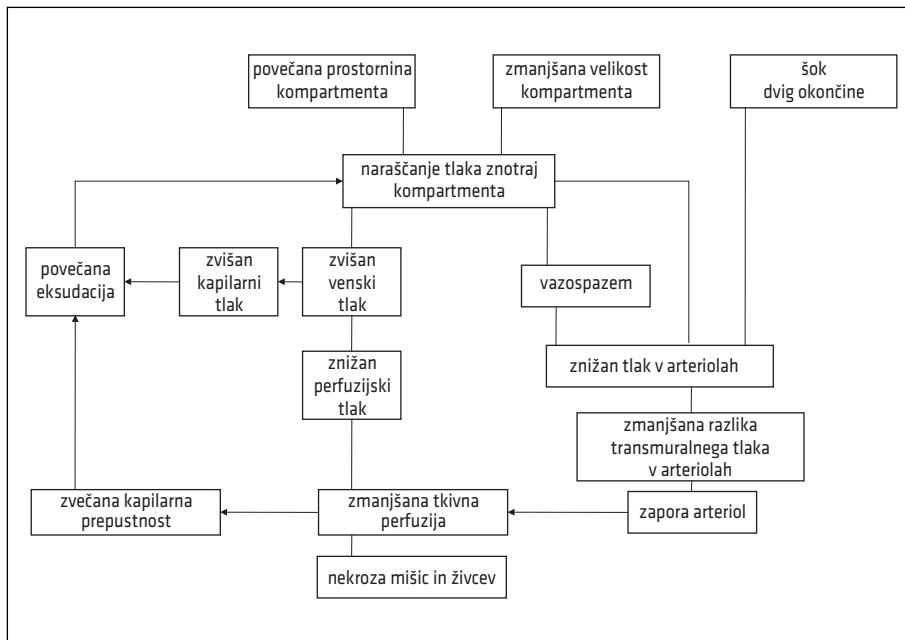 povečana prostornina
kompartmenta
zmanjšana velikost
kompartmenta
šok
dvig okončine
naraščanje tlaka znotraj
kompartmenta
povečana
eksudacija
zvišan
kapilarni
tlak
zvišan
venski
tlak
vazospazem
znižan
perfuzijski
tlak
znižan tlak v arteriolah
zmanjšana razlika
transmuralnega tlaka
v arteriolah
zvečana kapilarna
prepustnost
zmanjšana tkivna
perfuzija
zapora arteriol
nekroza mišic in živcev